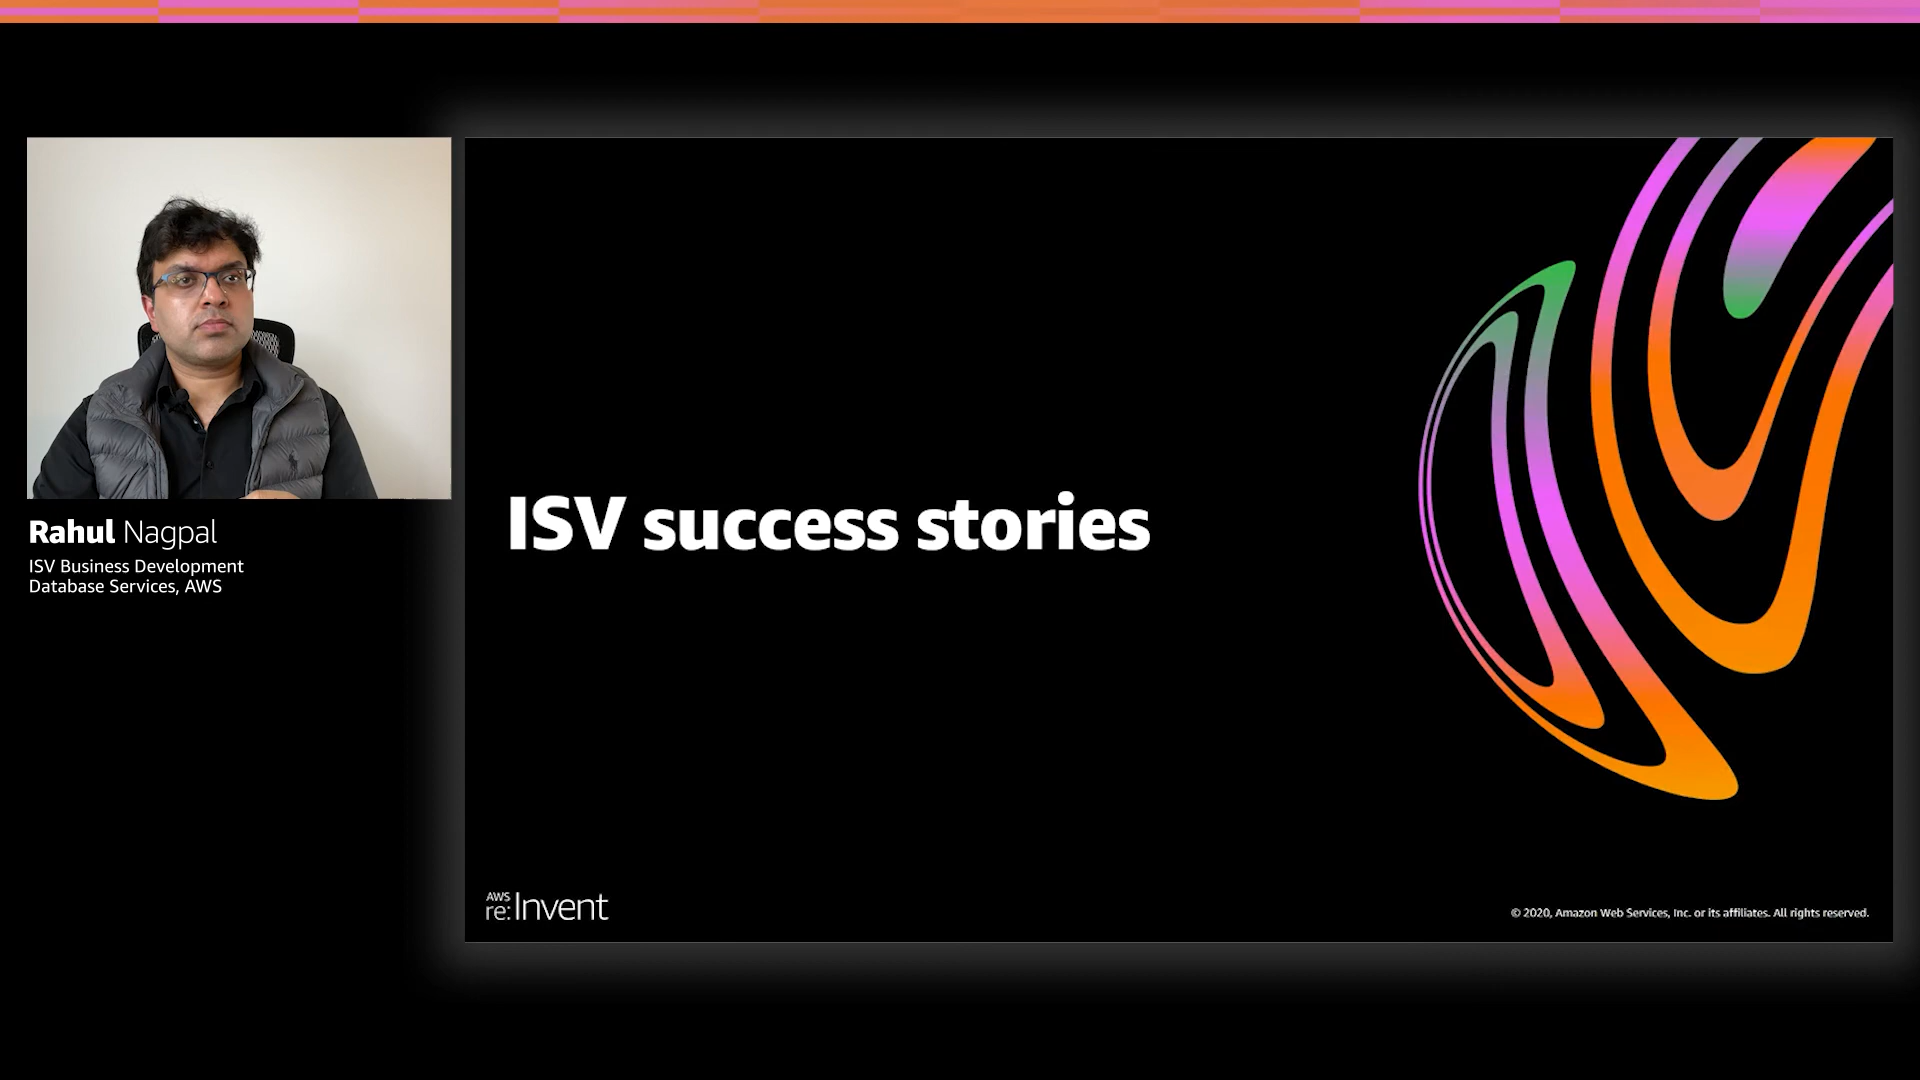 Rahul Nagpal
ISV Business Development
Database Services, AWS
ISV success stories
AWS
re:Invent
© 2020, Amazon Web Services, Inc. or its affiliates. All rights reserved.